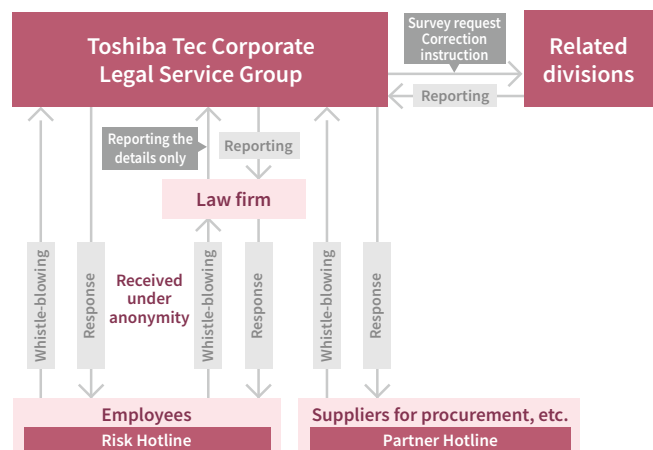 Toshiba Tec Corporate
Legal Service Group
Survey request
Correction
instruction
Related
divisions
Reporting
Reporting the
details only
Reporting
Law firm
Whistle-blowing
Response
Received
under
anonymity
Whistle-blowing
Response
Whistle-blowing
Response
Employees
Risk Hotline
Suppliers for procurement, etc.
Partner Hotline